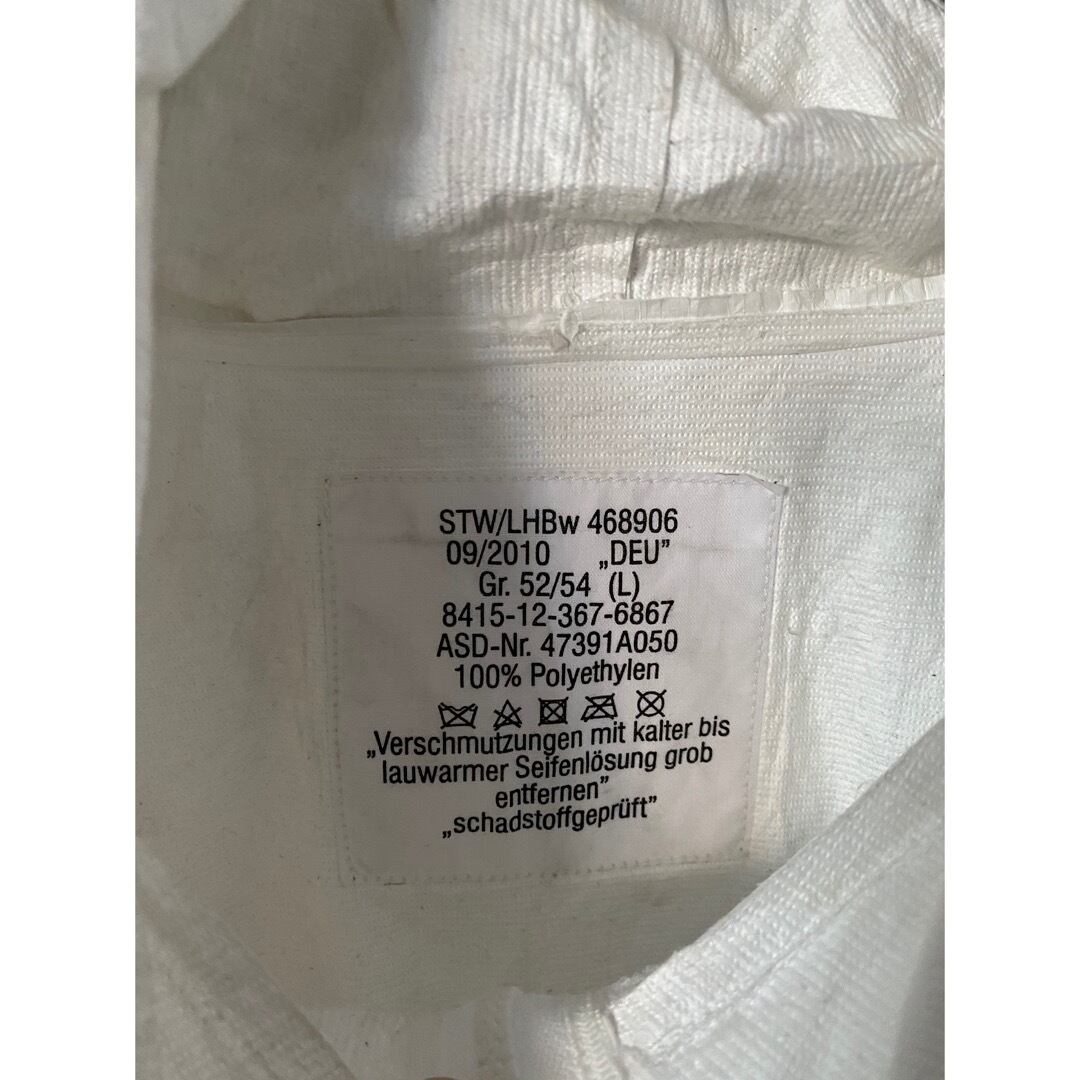 STW/LHBw 468906
09/2010 „DEU”
Gr. 52/54 (L)
8415-12-367-6867
ASD-Nr. 47391A050
100% Polyethylen
„Verschmutzungen mit kalter bis
lauwarmer Seifenlösung grob
entfernen”
„schadstoffgeprüft”